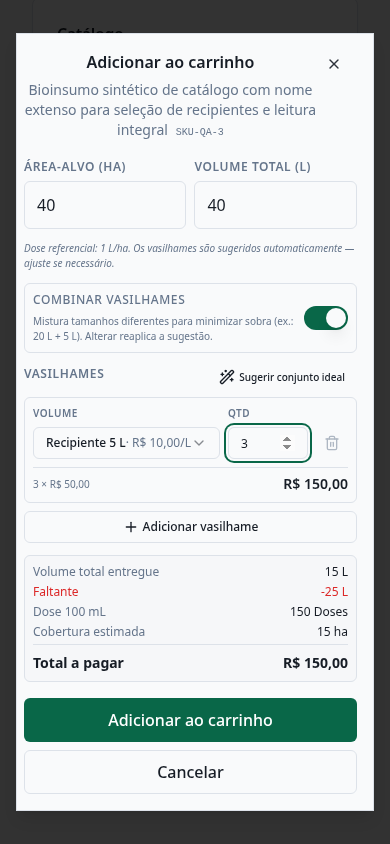 Adicionar ao carrinho
Bioinsumo sintético de catálogo com nome
extenso para seleção de recipientes e leitura
integral SKU-QA-3
ÁREA-ALVO (HA)
VOLUME TOTAL (L)
40
40
Dose referencial: 1 L/ha. Os vasilhames são sugeridos automaticamente —
ajuste se necessário.
COMBINAR VASILHAMES
Mistura tamanhos diferentes para minimizar sobra (ex.:
20 L + 5 L). Alterar reaplica a sugestão.
VASILHAMES
Sugerir conjunto ideal
VOLUME
QTD
Recipiente 5 L · R$ 10,00/L
3
3 × R$ 50,00
R$ 150,00
Adicionar vasilhame
Volume total entregue
15 L
Faltante
-25 L
Dose 100 mL
150 Doses
Cobertura estimada
15 ha
Total a pagar
R$ 150,00
Adicionar ao carrinho
Cancelar